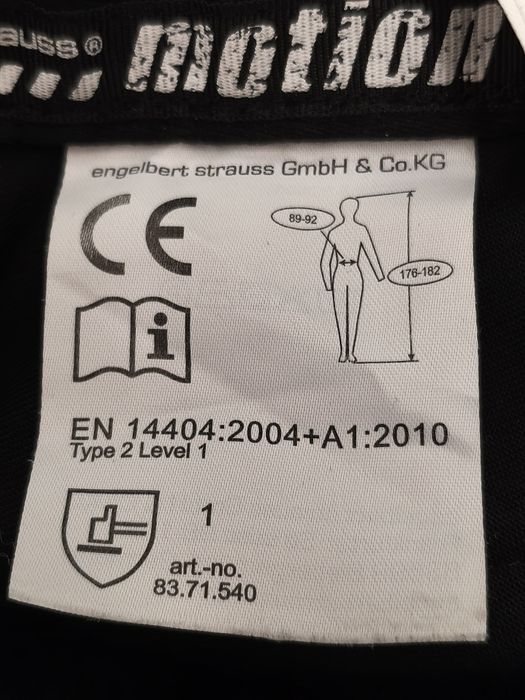 auss®
motion
engelbert strauss GmbH & Co.KG
CE
89-92
176-182
i
EN 14404:2004+A1:2010
Type 2 Level 1
1
art.-no.
83.71.540